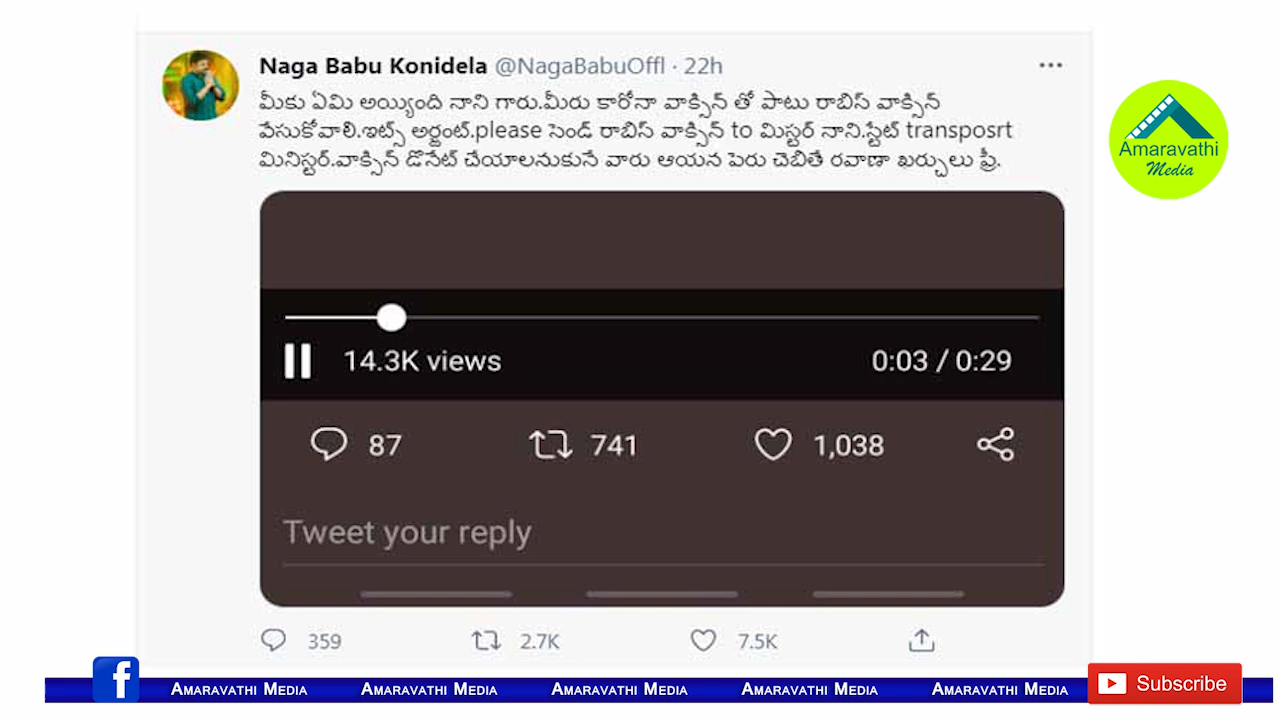 Naga Babu Konidela @NagaBabuOffl · 22h
మీకు ఏమి అయ్యింది నాని గారు.మీరు కారోనా వాక్సిన్ తో పాటు రాబిస్ వాక్సిన్
వేసుకోవాలి.ఇట్స్ అర్జంట్.please సెండ్ రాబిస్ వాక్సిన్ to మిస్టర్ నాని.స్టేట్ transposrt
మినిస్టర్.వాక్సిన్ డొనేట్ చేయాలనుకునే వారు ఆయన పెరు చెబితే రవాణా ఖర్చులు ఫ్రీ.
Amaravathi
Media
14.3K views
0:03 / 0:29
87
741
1,038
Tweet your reply
359
2.7K
7.5K
f
Amaravathi Media
Amaravathi Media
Amaravathi Media
Amaravathi Media
Amaravathi Media
Subscribe